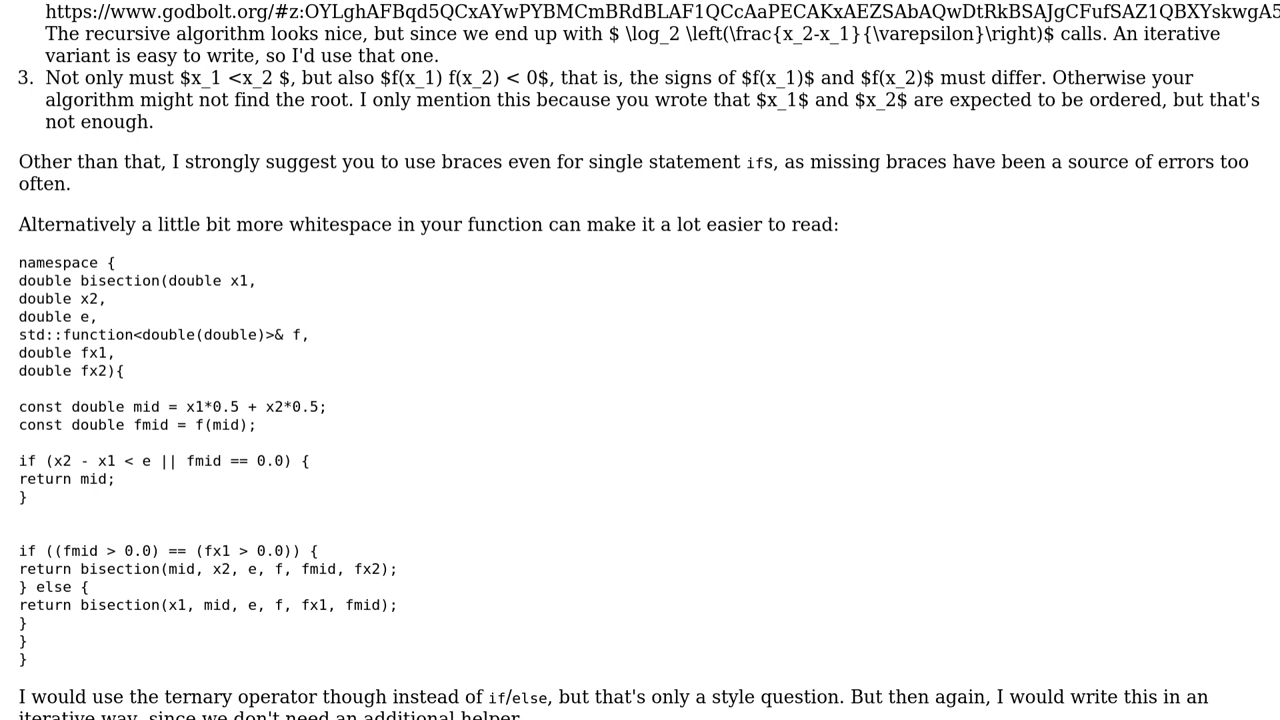 https://www.godbolt.org/#z:OYLghAFBqd5QCxAYwPYBMCmBRdBLAF1QCcAaPECAKxAEZSAbAQwDtRkBSAJgCFufSAZ1QBXYskwgA5
The recursive algorithm looks nice, but since we end up with $ \log_2 \left(\frac{x_2-x_1}{\varepsilon}\right)$ calls. An iterative
variant is easy to write, so I'd use that one.
3. Not only must $x_1 <x_2 $, but also $f(x_1) f(x_2) < 0$, that is, the signs of $f(x_1)$ and $f(x_2)$ must differ. Otherwise your
algorithm might not find the root. I only mention this because you wrote that $x_1$ and $x_2$ are expected to be ordered, but that's
not enough.
Other than that, I strongly suggest you to use braces even for single statement ifs, as missing braces have been a source of errors too
often.
Alternatively a little bit more whitespace in your function can make it a lot easier to read:
namespace {
double bisection(double x1,
double x2,
double e,
std::function<double(double)>& f,
double fx1,
double fx2){
const double mid = x1*0.5 + x2*0.5;
const double fmid = f(mid);
if (x2 - x1 < e || fmid == 0.0) {
return mid;
}
if ((fmid > 0.0) == (fx1 > 0.0)) {
return bisection(mid, x2, e, f, fmid, fx2);
} else {
return bisection(x1, mid, e, f, fx1, fmid);
}
}
}
I would use the ternary operator though instead of if/else, but that's only a style question. But then again, I would write this in an
iterative way, since we don't need an additional helper.